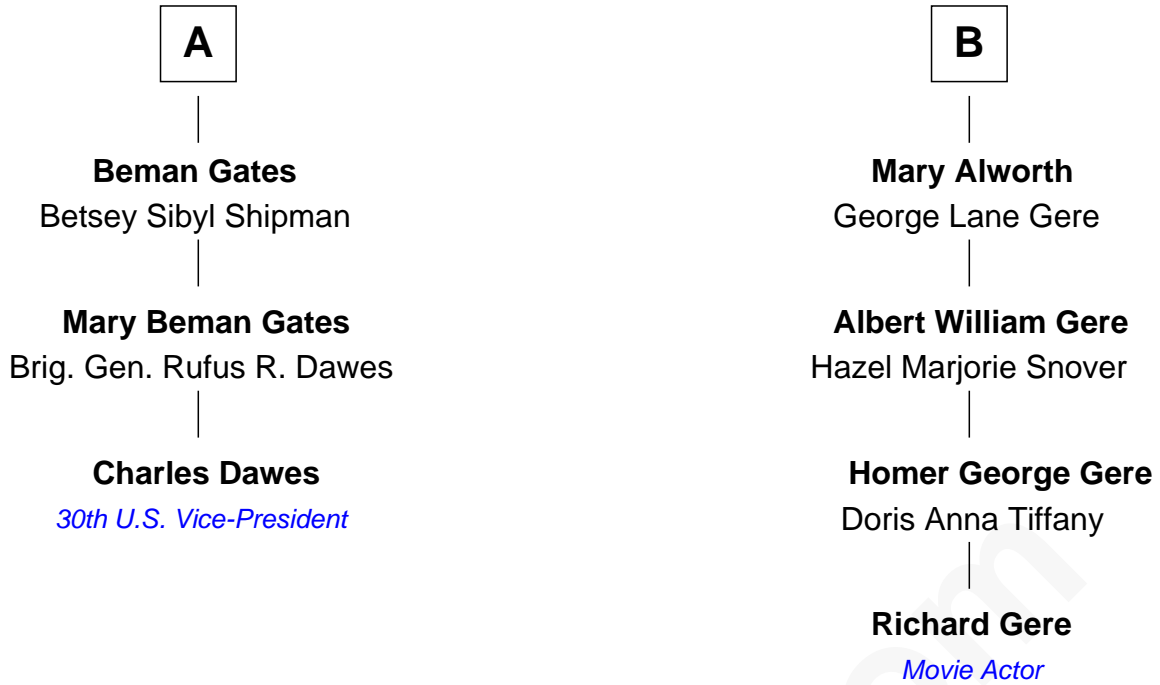 A
Beman Gates
Betsey Sibyl Shipman
Mary Beman Gates
Brig. Gen. Rufus R. Dawes
Charles Dawes
30th U.S. Vice-President
B
Mary Alworth
George Lane Gere
Albert William Gere
Hazel Marjorie Snover
Homer George Gere
Doris Anna Tiffany
Richard Gere
Movie Actor
om